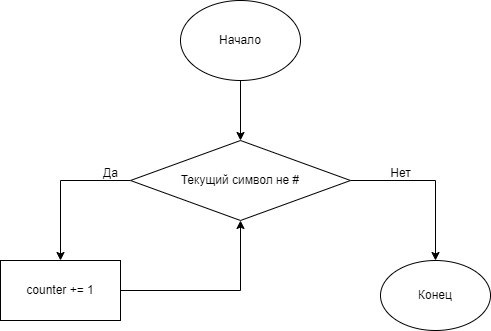 Начало
Текущий символ не #
Да
Нет
counter += 1
Конец